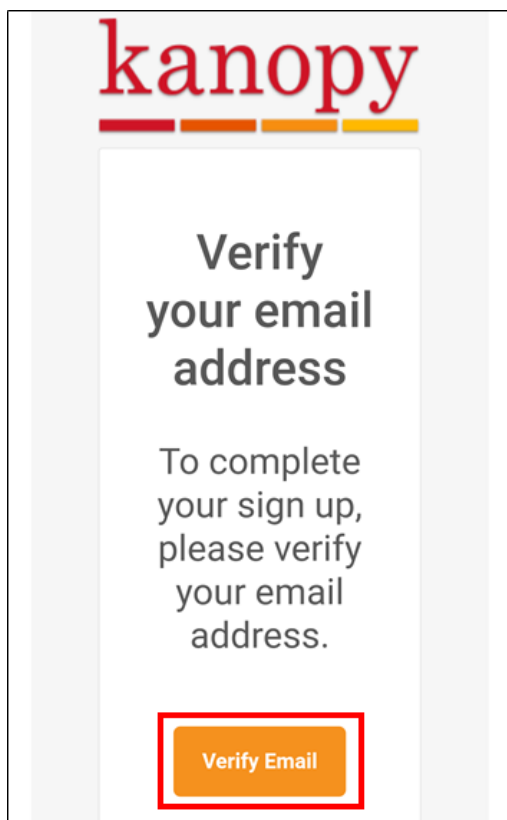 kanopy
Verify
your email
address
To complete
your sign up,
please verify
your email
address.
Verify Email